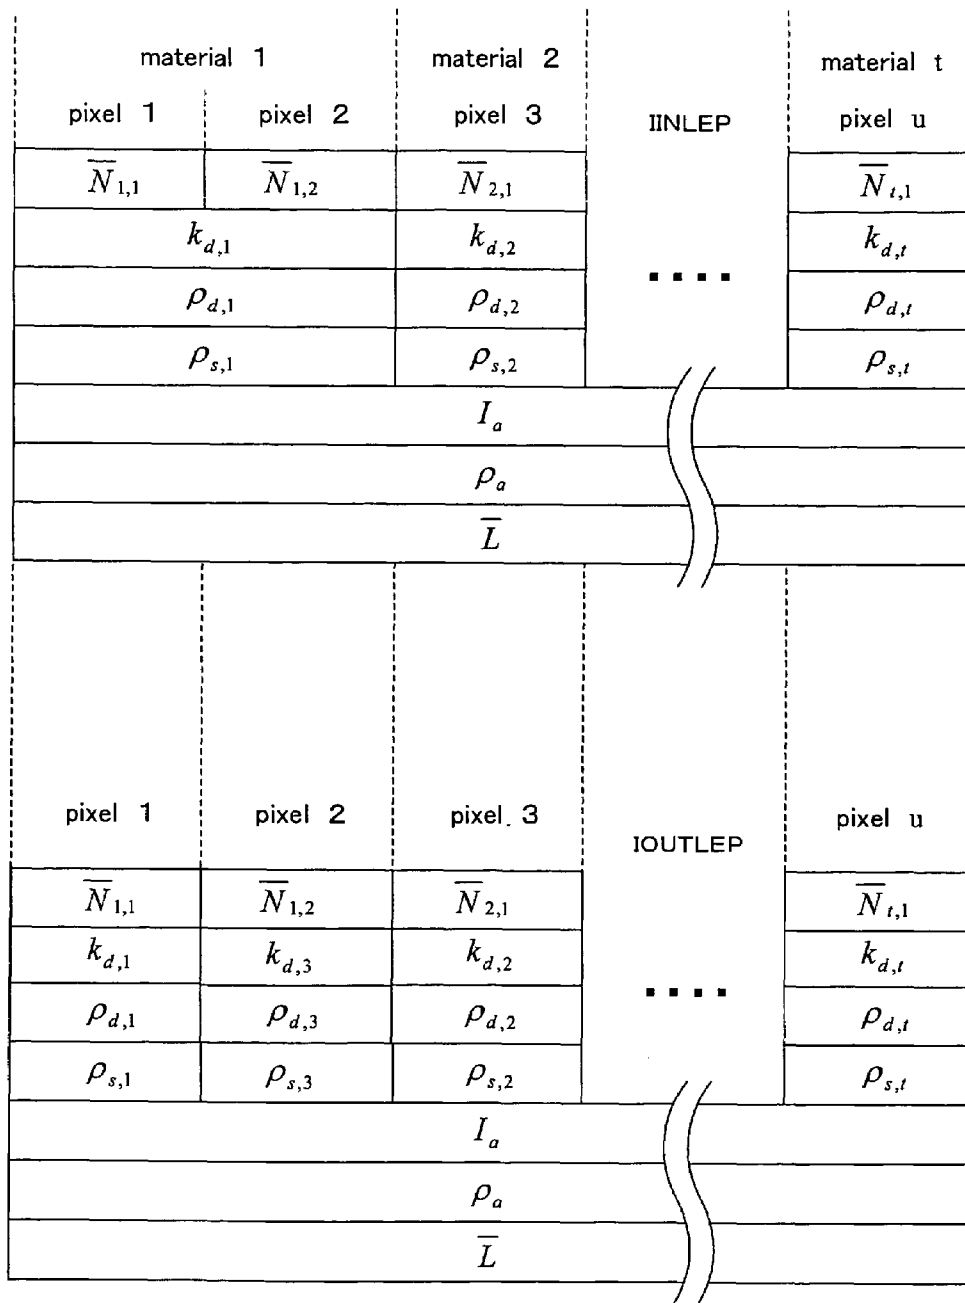 material 1 material 2 material t
pixel 1 pixel 2 pixel 3 IINLEP pixel u
N̅1,1 N̅1,2 N̅2,1 N̅t,1
kd,1 kd,2 kd,t
ρd,1 ρd,2 .... ρd,t
ρs,1 ρs,2 ρs,t
Ia
ρa
L̅
pixel 1 pixel 2 pixel. 3 IOUTLEP pixel u
N̅1,1 N̅1,2 N̅2,1 N̅t,1
kd,1 kd,3 kd,2 kd,t
ρd,1 ρd,3 ρd,2 .... ρd,t
ρs,1 ρs,3 ρs,2 ρs,t
Ia
ρa
L̅